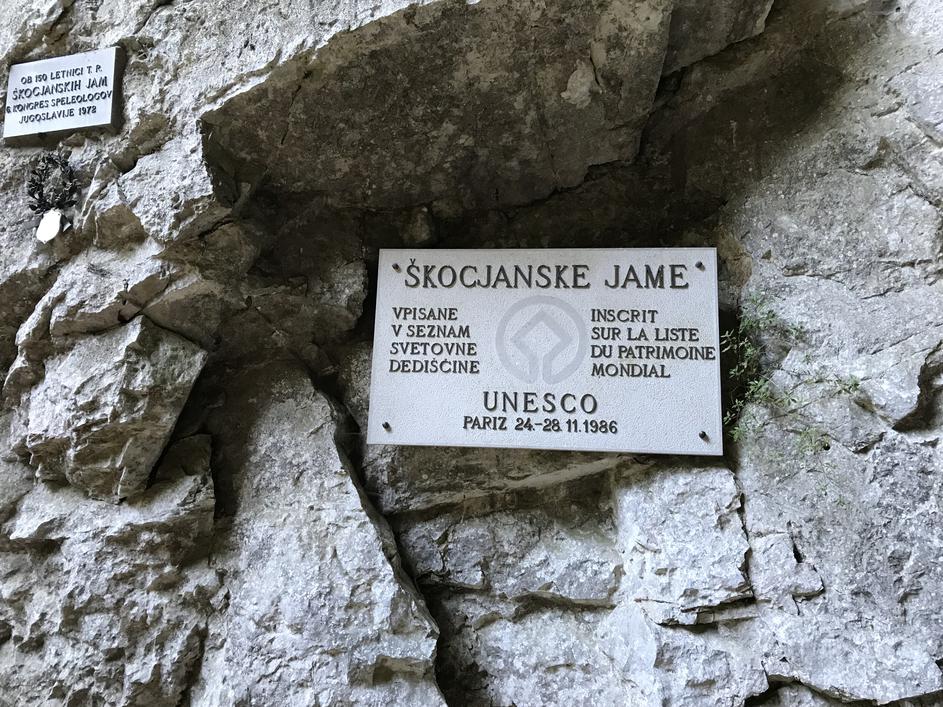 OB 150 LETNICI T. R.
ŠKOCJANSKIH JAM
6. KONGRES SPELEOLOGOV
JUGOSLAVIJE 1972
ŠKOCJANSKE JAME
VPISANE
V SEZNAM
SVETOVNE
DEDIŠČINE
INSCRIT
SUR LA LISTE
DU PATRIMOINE
MONDIAL
UNESCO
PARIZ 24.–28. 11. 1986